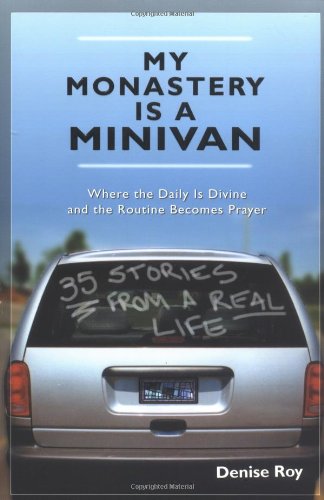 MY
MONASTERY
IS A
MINIVAN
Where the Daily Is Divine
and the Routine Becomes Prayer
35 STORIES
FROM A REAL
LIFE
Denise Roy